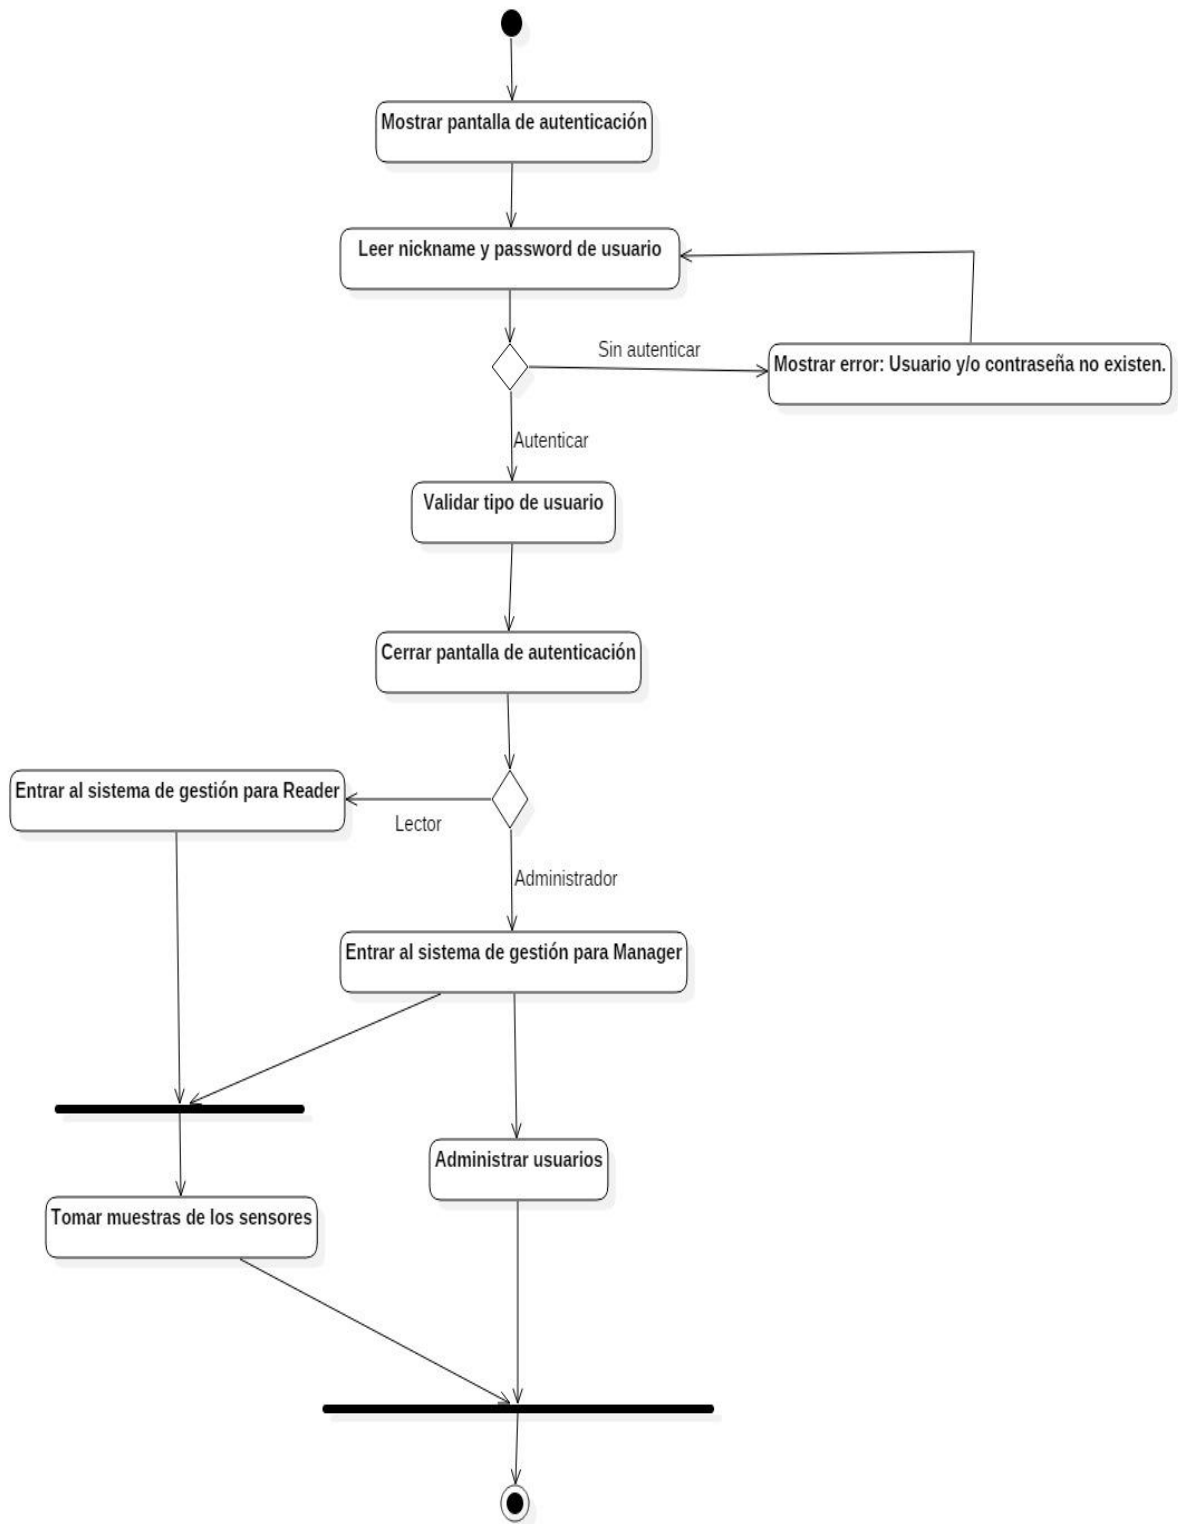 Mostrar pantalla de autenticación
Leer nickname y password de usuario
Sin autenticar
Mostrar error: Usuario y/o contraseña no existen.
Autenticar
Validar tipo de usuario
Cerrar pantalla de autenticación
Entrar al sistema de gestión para Reader
Lector
Administrador
Entrar al sistema de gestión para Manager
Administrar usuarios
Tomar muestras de los sensores